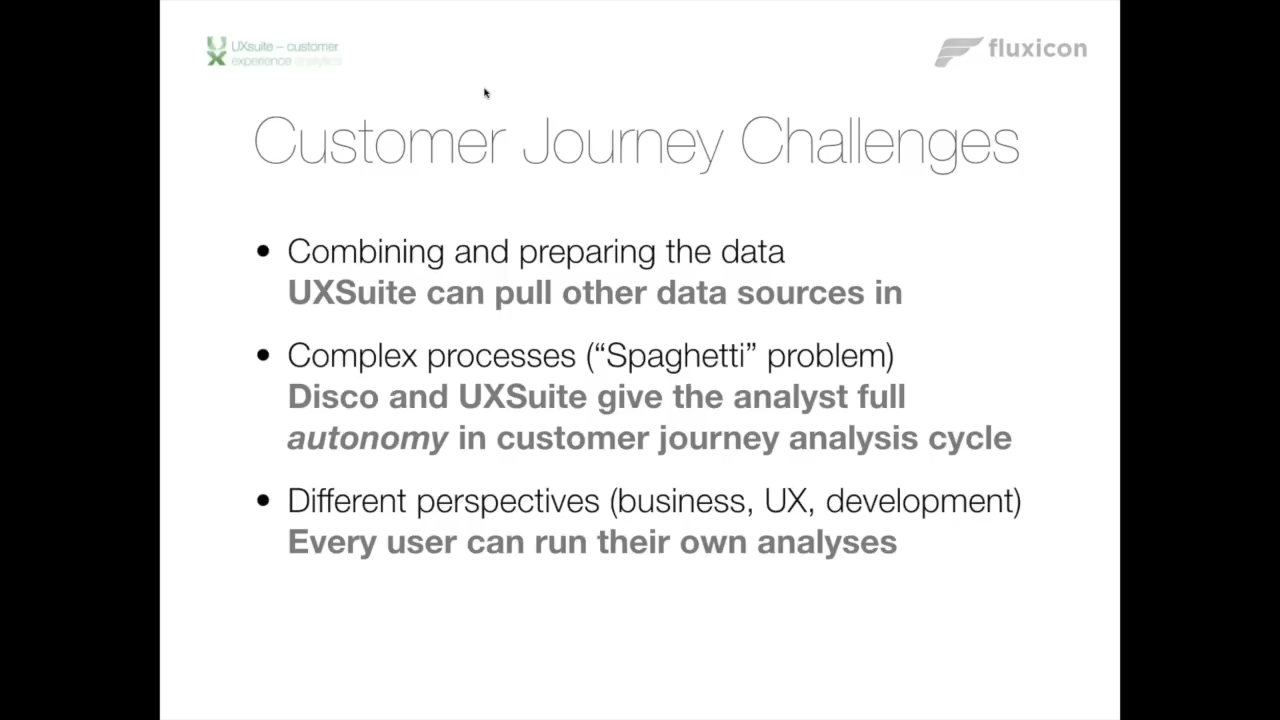 UXsuite – customer
experience analytics
fluxicon
Customer Journey Challenges
• Combining and preparing the data
UXSuite can pull other data sources in
• Complex processes (“Spaghetti” problem)
Disco and UXSuite give the analyst full
autonomy in customer journey analysis cycle
• Different perspectives (business, UX, development)
Every user can run their own analyses